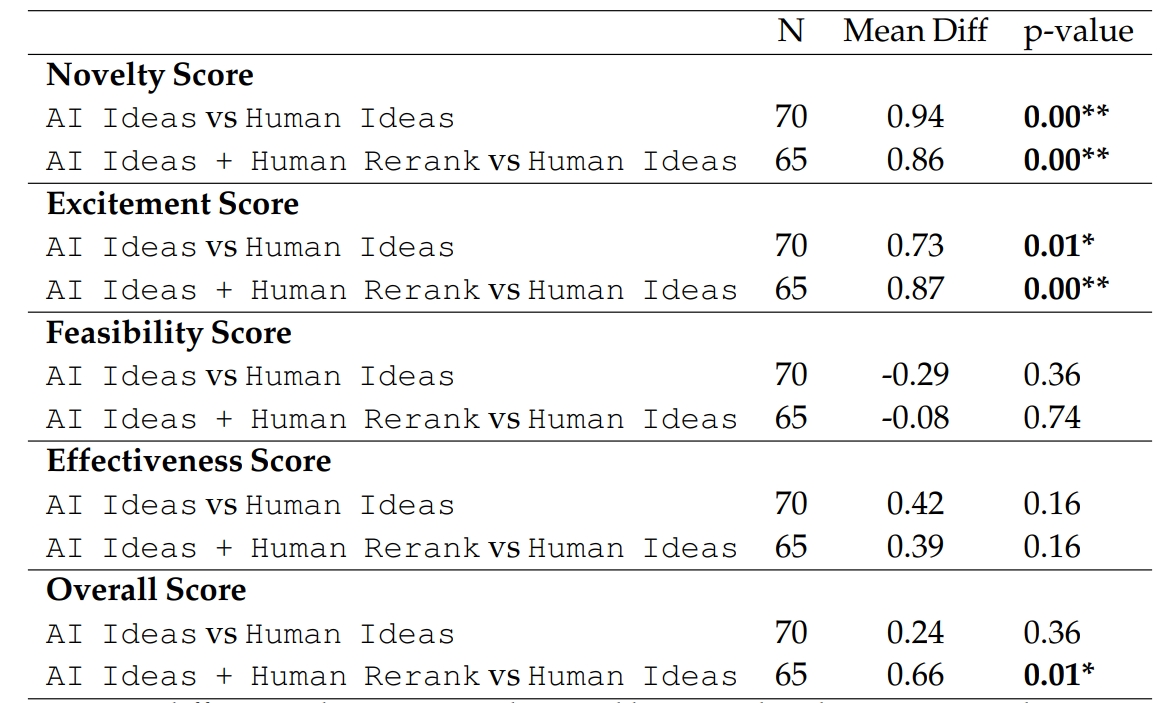 N Mean Diff p-value
Novelty Score
AI Ideas vs Human Ideas 70 0.94 0.00**
AI Ideas + Human Rerank vs Human Ideas 65 0.86 0.00**
Excitement Score
AI Ideas vs Human Ideas 70 0.73 0.01*
AI Ideas + Human Rerank vs Human Ideas 65 0.87 0.00**
Feasibility Score
AI Ideas vs Human Ideas 70 -0.29 0.36
AI Ideas + Human Rerank vs Human Ideas 65 -0.08 0.74
Effectiveness Score
AI Ideas vs Human Ideas 70 0.42 0.16
AI Ideas + Human Rerank vs Human Ideas 65 0.39 0.16
Overall Score
AI Ideas vs Human Ideas 70 0.24 0.36
AI Ideas + Human Rerank vs Human Ideas 65 0.66 0.01*